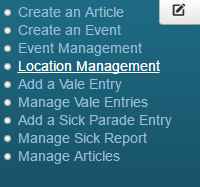 Create an Article
Create an Event
Event Management
Location Management
Add a Vale Entry
Manage Vale Entries
Add a Sick Parade Entry
Manage Sick Report
Manage Articles